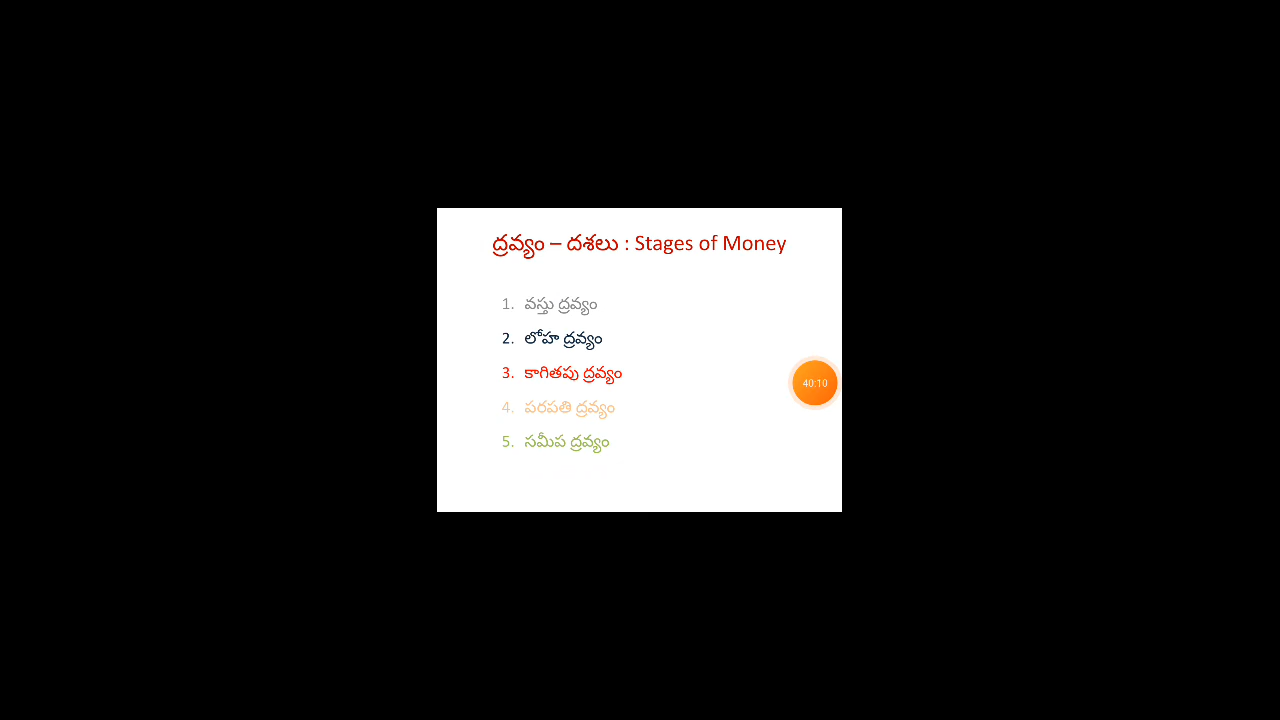 ద్రవ్యం – దశలు : Stages of Money
1. వస్తు ద్రవ్యం
2. లోహ ద్రవ్యం
3. కాగితపు ద్రవ్యం
4. పరపతి ద్రవ్యం
5. సమీప ద్రవ్యం
40:10